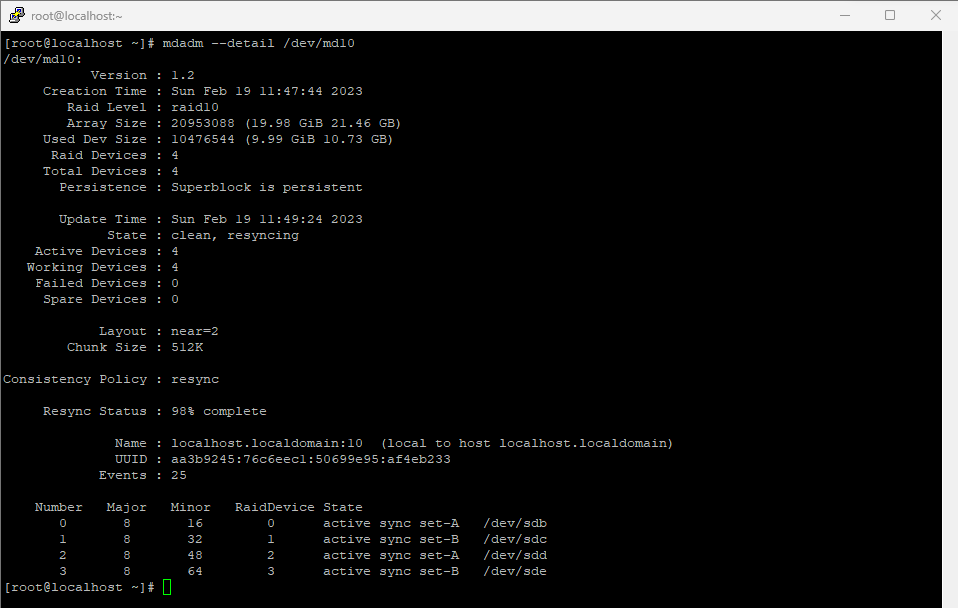 root@localhost:~
[root@localhost ~]# mdadm --detail /dev/md10
/dev/md10:
Version : 1.2
Creation Time : Sun Feb 19 11:47:44 2023
Raid Level : raid10
Array Size : 20953088 (19.98 GiB 21.46 GB)
Used Dev Size : 10476544 (9.99 GiB 10.73 GB)
Raid Devices : 4
Total Devices : 4
Persistence : Superblock is persistent
Update Time : Sun Feb 19 11:49:24 2023
State : clean, resyncing
Active Devices : 4
Working Devices : 4
Failed Devices : 0
Spare Devices : 0
Layout : near=2
Chunk Size : 512K
Consistency Policy : resync
Resync Status : 98% complete
Name : localhost.localdomain:10  (local to host localhost.localdomain)
UUID : aa3b9245:76c6eec1:50699e95:af4eb233
Events : 25
Number   Major   Minor   RaidDevice State
0       8       16        0      active sync set-A   /dev/sdb
1       8       32        1      active sync set-B   /dev/sdc
2       8       48        2      active sync set-A   /dev/sdd
3       8       64        3      active sync set-B   /dev/sde
[root@localhost ~]#